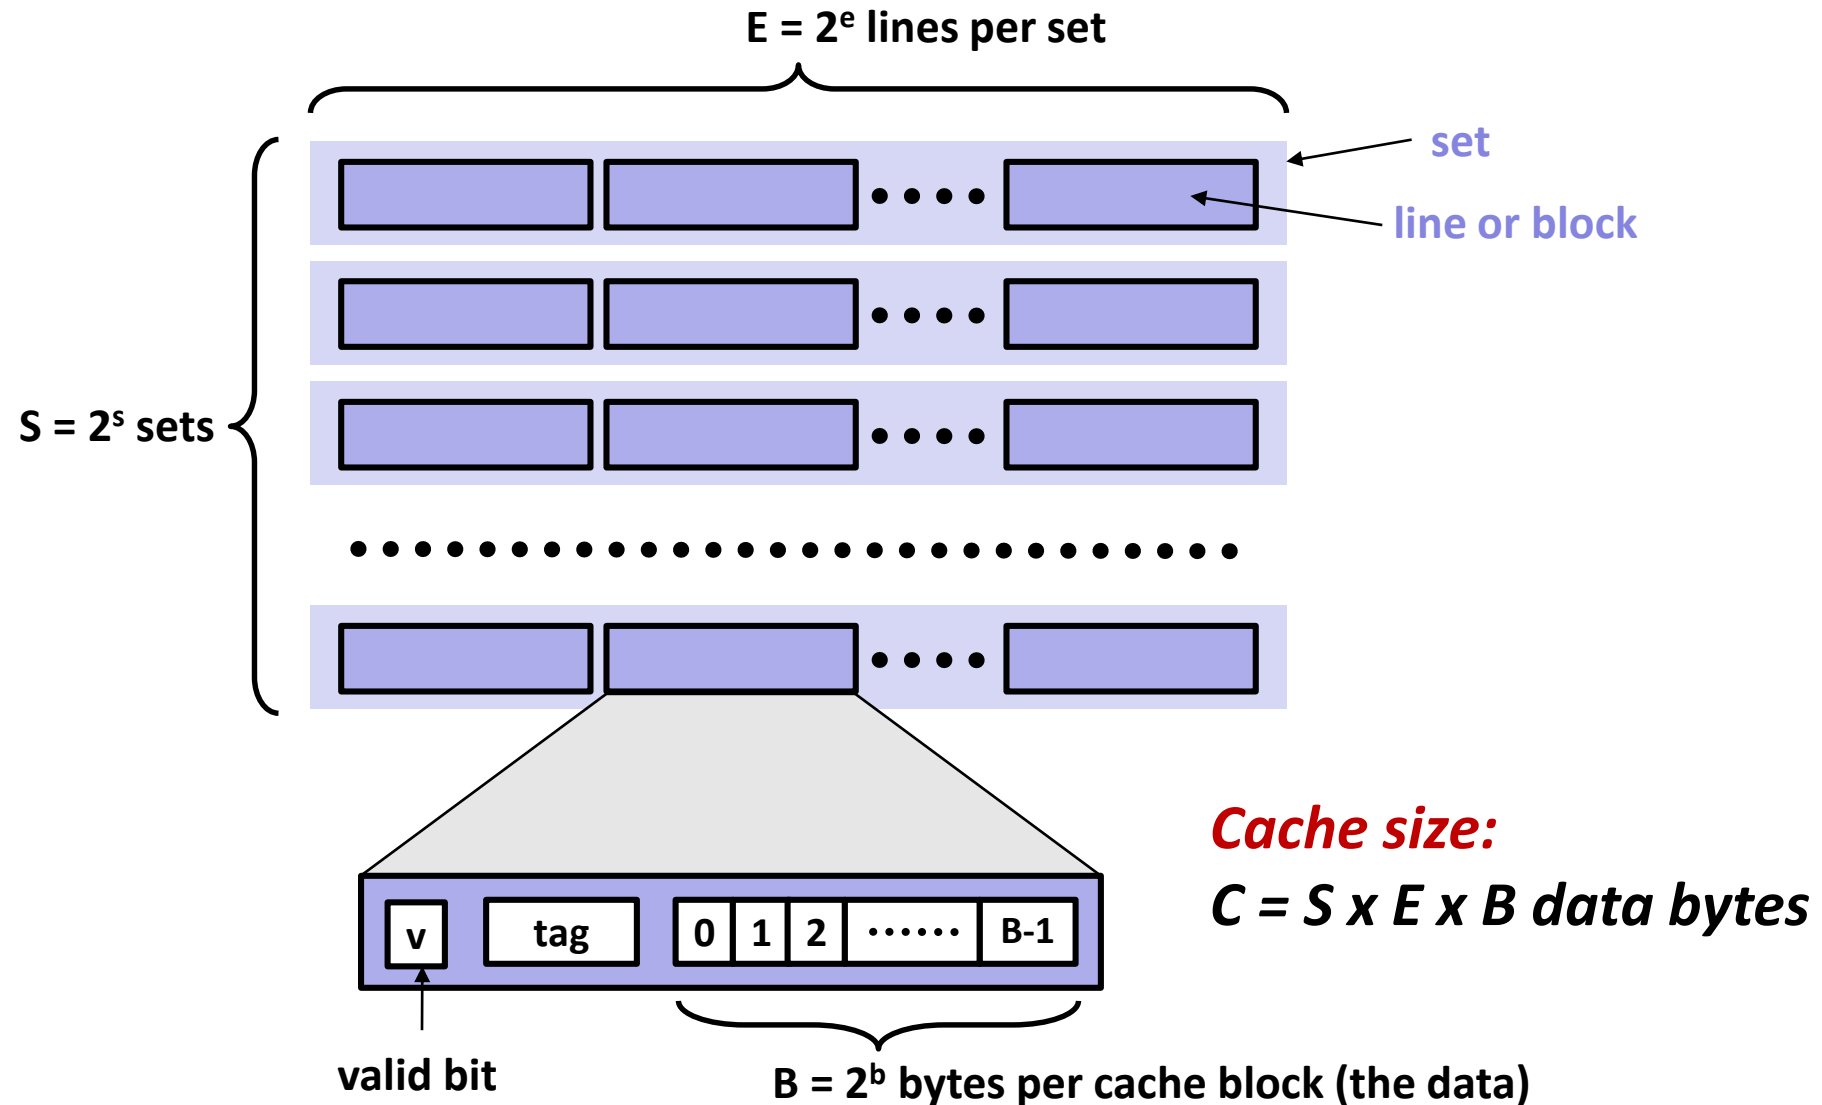 E = 2ᵉ lines per set
set
line or block
S = 2ˢ sets
Cache size:
C = S x E x B data bytes
v
tag
0
1
2
B-1
valid bit
B = 2ᵇ bytes per cache block (the data)